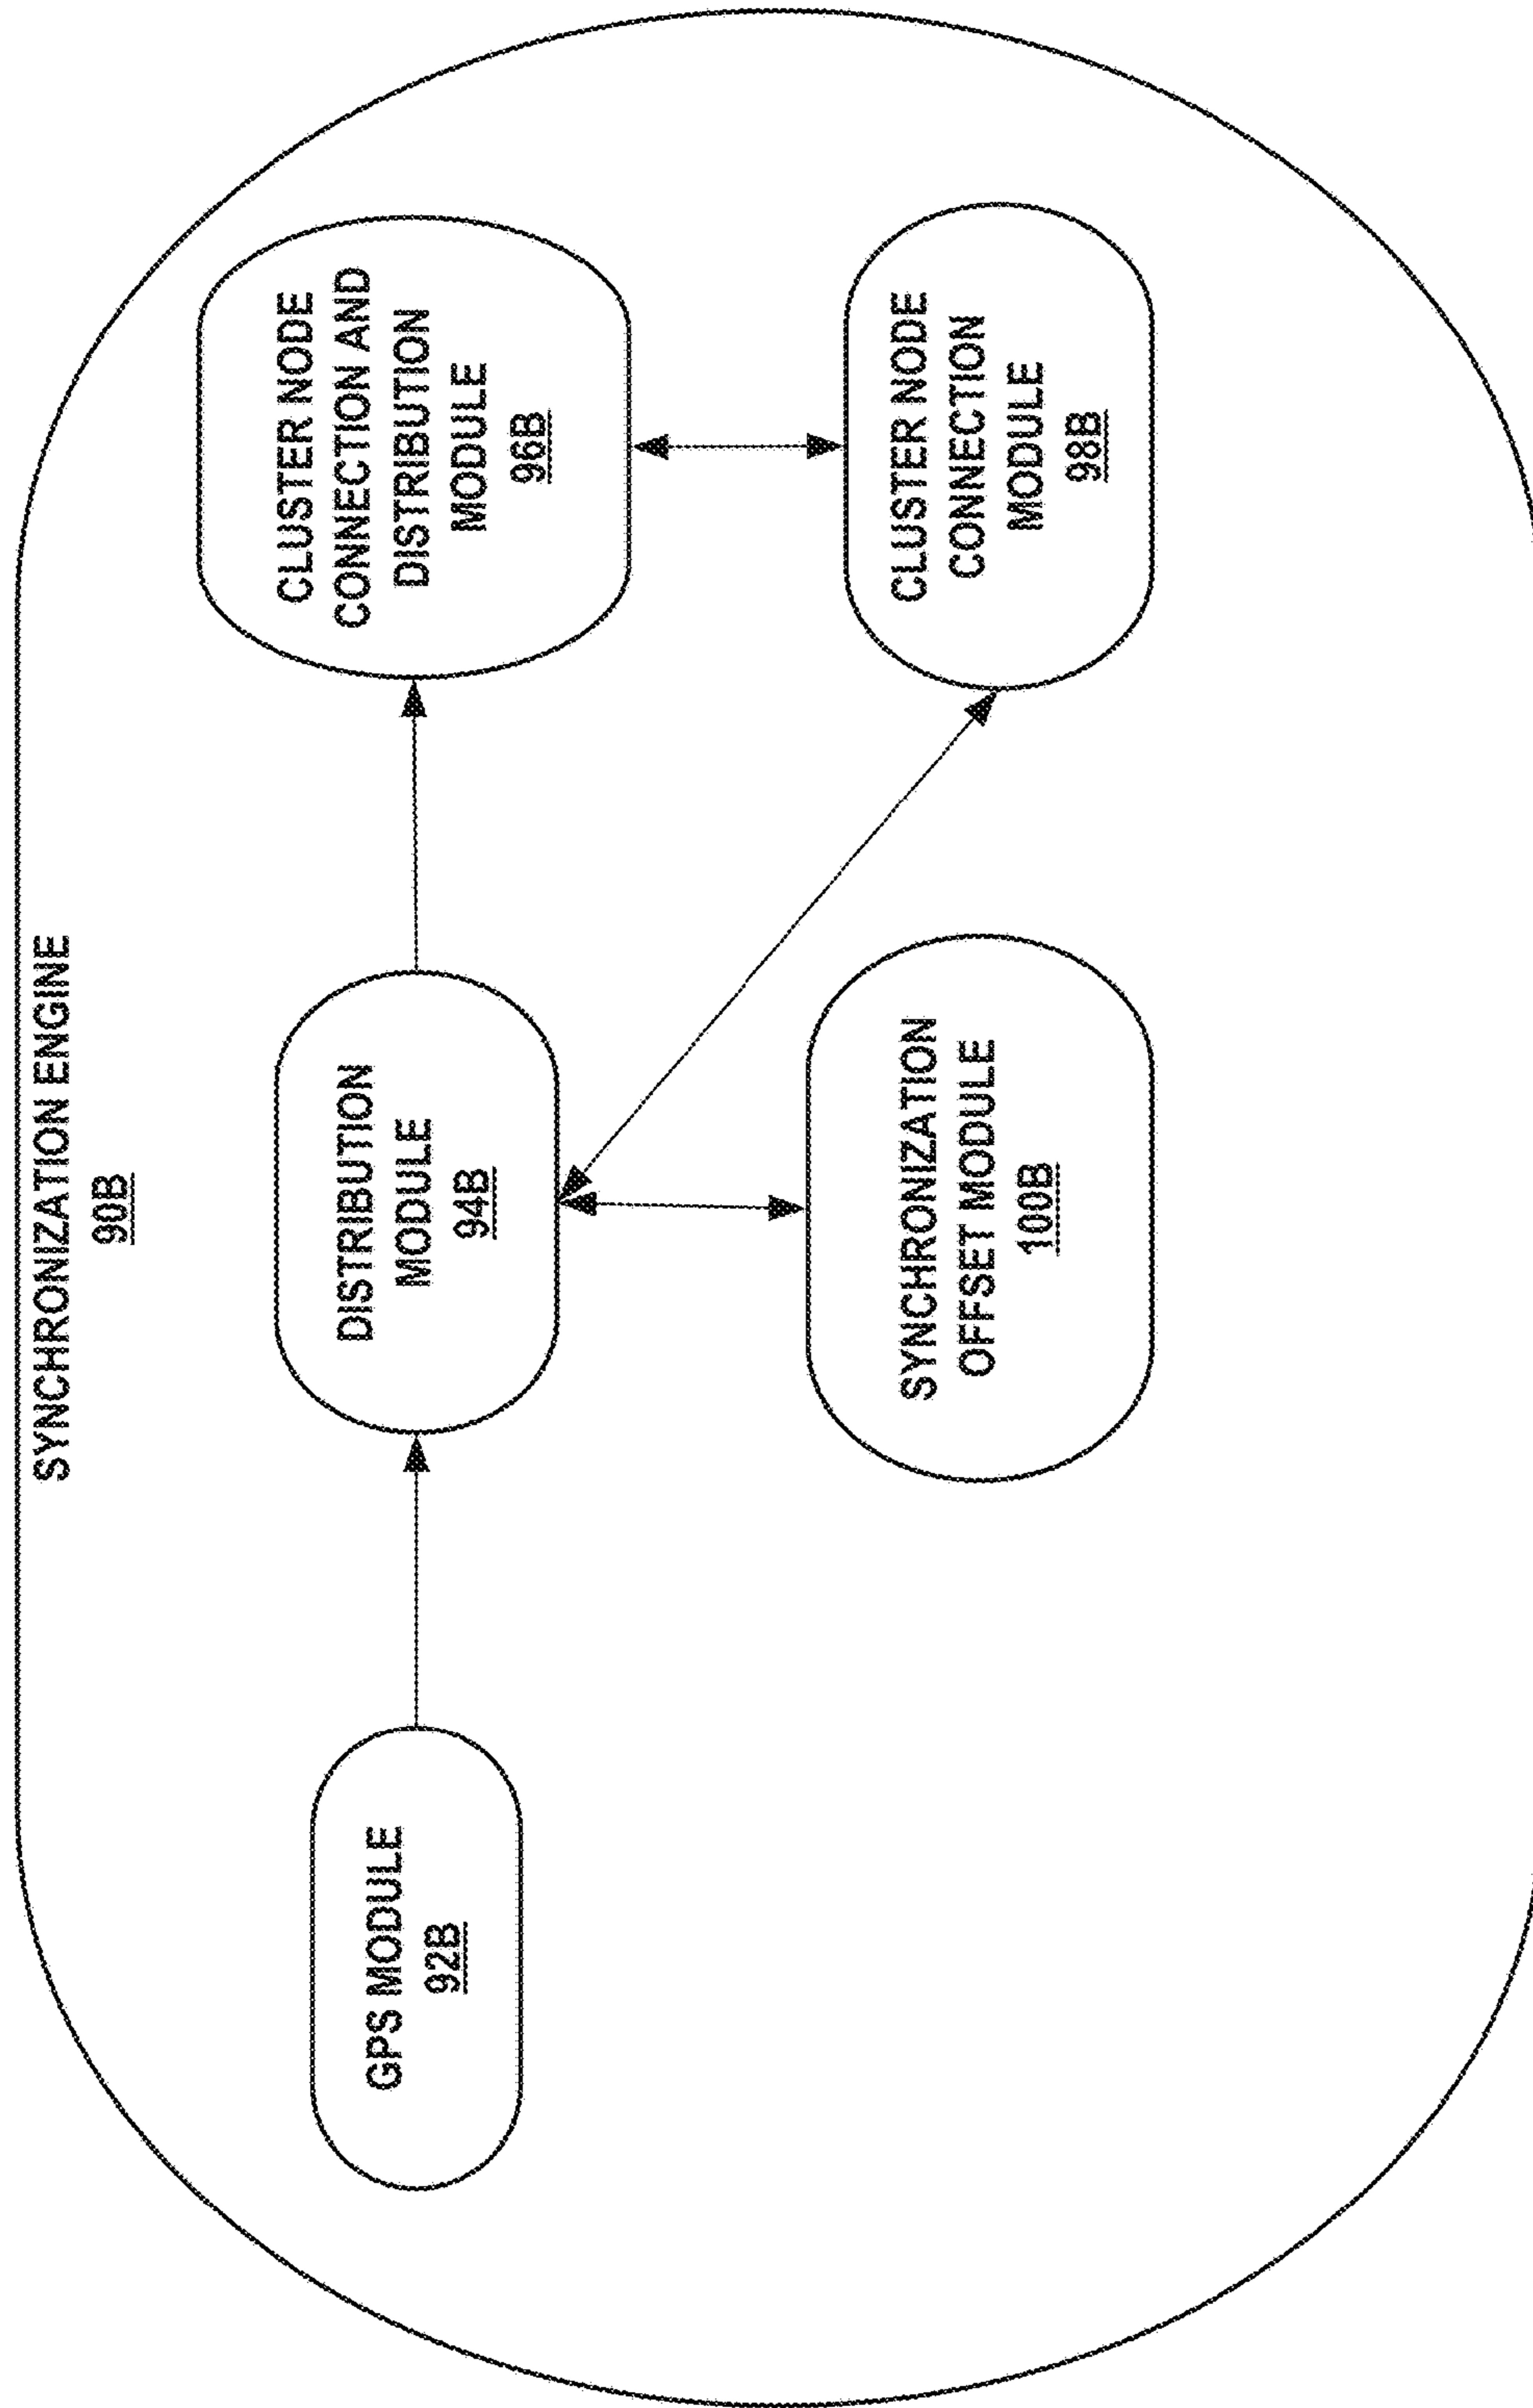 SYNCHRONIZATION ENGINE
90B
GPS MODULE
92B
DISTRIBUTION
MODULE
94B
CLUSTER NODE
CONNECTION AND
DISTRIBUTION
MODULE
96B
SYNCHRONIZATION
OFFSET MODULE
100B
CLUSTER NODE
CONNECTION
MODULE
98B